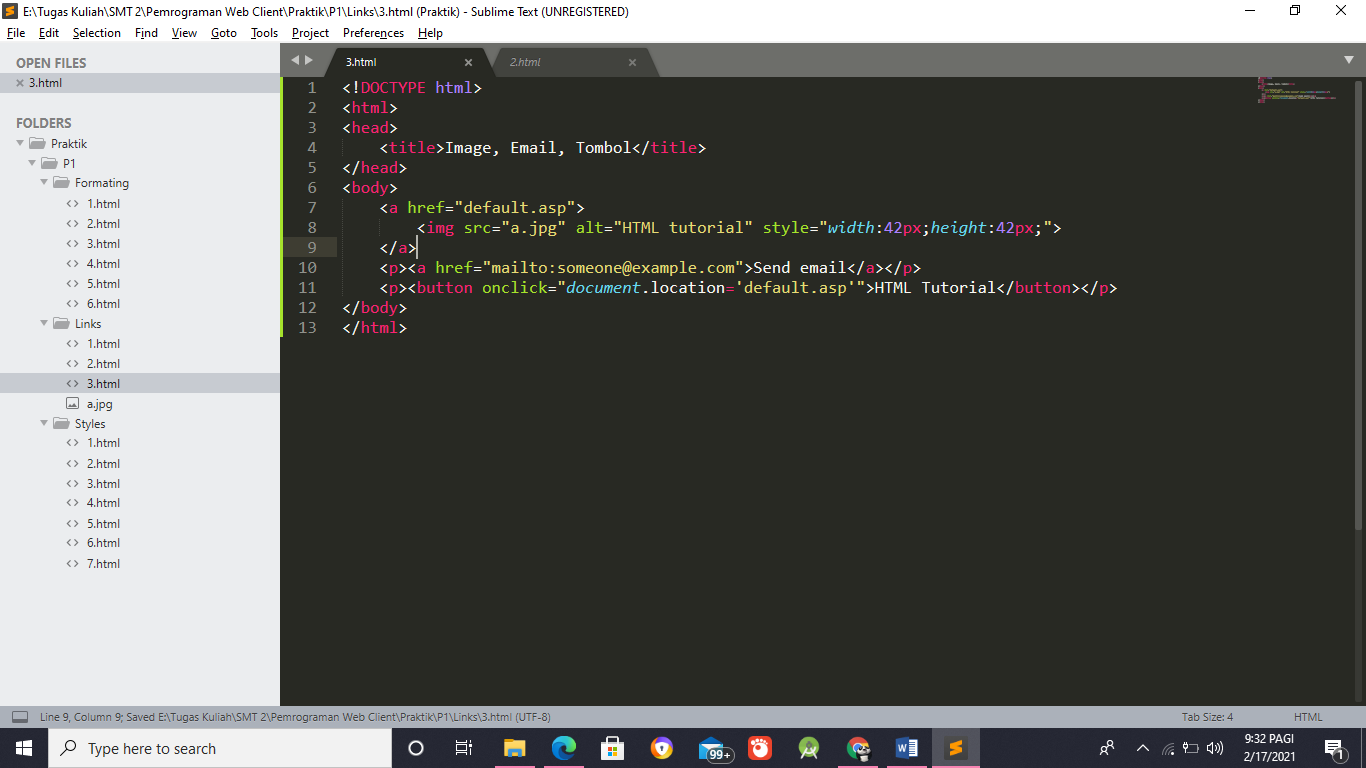 E:\Tugas Kuliah\SMT 2\Pemrograman Web Client\Praktik\P1\Links\3.html (Praktik) - Sublime Text (UNREGISTERED)
File Edit Selection Find View Goto Tools Project Preferences Help
OPEN FILES
3.html
FOLDERS
Praktik
P1
Formating
1.html
2.html
3.html
4.html
5.html
6.html
Links
1.html
2.html
3.html
a.jpg
Styles
1.html
2.html
3.html
4.html
5.html
6.html
7.html
3.html 2.html
1 <!DOCTYPE html>
2 <html>
3 <head>
4 <title>Image, Email, Tombol</title>
5 </head>
6 <body>
7 <a href="default.asp">
8 <img src="a.jpg" alt="HTML tutorial" style="width:42px;height:42px;">
9 </a>
10 <p><a href="mailto:someone@example.com">Send email</a></p>
11 <p><button onclick="document.location='default.asp'">HTML Tutorial</button></p>
12 </body>
13 </html>
Line 9, Column 9; Saved E:\Tugas Kuliah\SMT 2\Pemrograman Web Client\Praktik\P1\Links\3.html (UTF-8) Tab Size: 4 HTML
Type here to search
99+
9:32 PAGI
2/17/2021
1